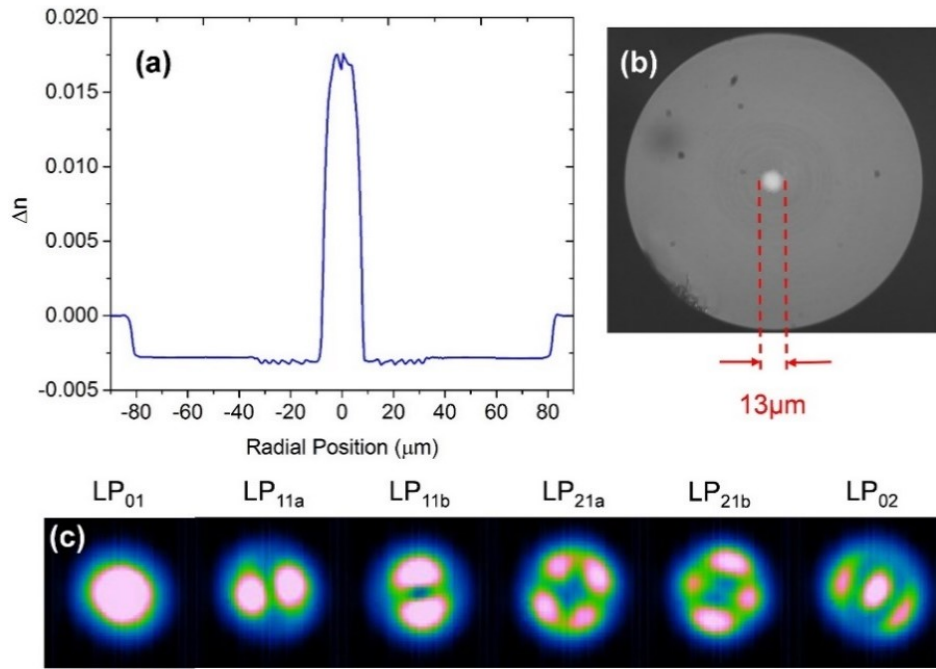 (a)
0.020
0.015
0.010
0.005
0.000
-0.005
Δn
-80 -60 -40 -20 0 20 40 60 80
Radial Position (μm)
(b)
13μm
LP₀₁ LP₁₁ₐ LP₁₁b LP₂₁ₐ LP₂₁b LP₀₂
(c)